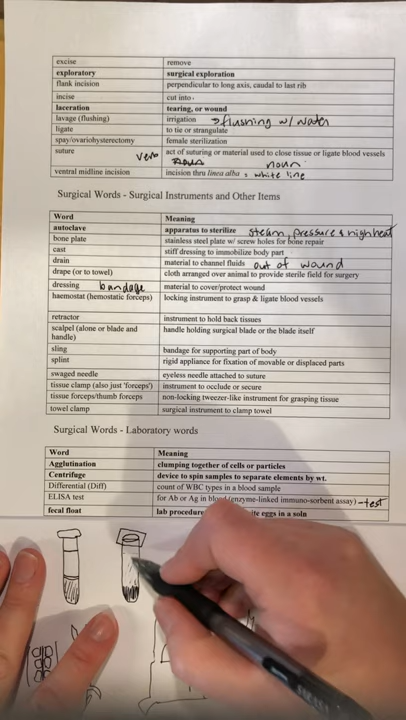 excise remove
exploratory surgical exploration
flank incision perpendicular to long axis, caudal to last rib
incise cut into
laceration tearing, or wound
lavage (flushing) irrigation → flushing w/ water
ligate to tie or strangulate
spay/ovariohysterectomy female sterilization
suture verb act of suturing or material used to close tissue or ligate blood vessels
noun
ventral midline incision incision thru linea alba > white line
Surgical Words - Surgical Instruments and Other Items
Word Meaning
autoclave apparatus to sterilize steam, pressure & high heat
bone plate stainless steel plate w/ screw holes for bone repair
cast stiff dressing to immobilize body part
drain material to channel fluids out of wound
drape (or to towel) cloth arranged over animal to provide sterile field for surgery
dressing bandage material to cover/protect wound
haemostat (hemostatic forceps) locking instrument to grasp & ligate blood vessels
retractor instrument to hold back tissues
scalpel (alone or blade and handle) handle holding surgical blade or the blade itself
sling bandage for supporting part of body
splint rigid appliance for fixation of movable or displaced parts
swaged needle eyeless needle attached to suture
tissue clamp (also just 'forceps') instrument to occlude or secure
tissue forceps/thumb forceps non-locking tweezer-like instrument for grasping tissue
towel clamp surgical instrument to clamp towel
Surgical Words - Laboratory words
Word Meaning
Agglutination clumping together of cells or particles
Centrifuge device to spin samples to separate elements by wt.
Differential (Diff) count of WBC types in a blood sample
ELISA test for Ab or Ag in blood (enzyme-linked immuno-sorbent assay) - test
fecal float lab procedure eggs in a soln